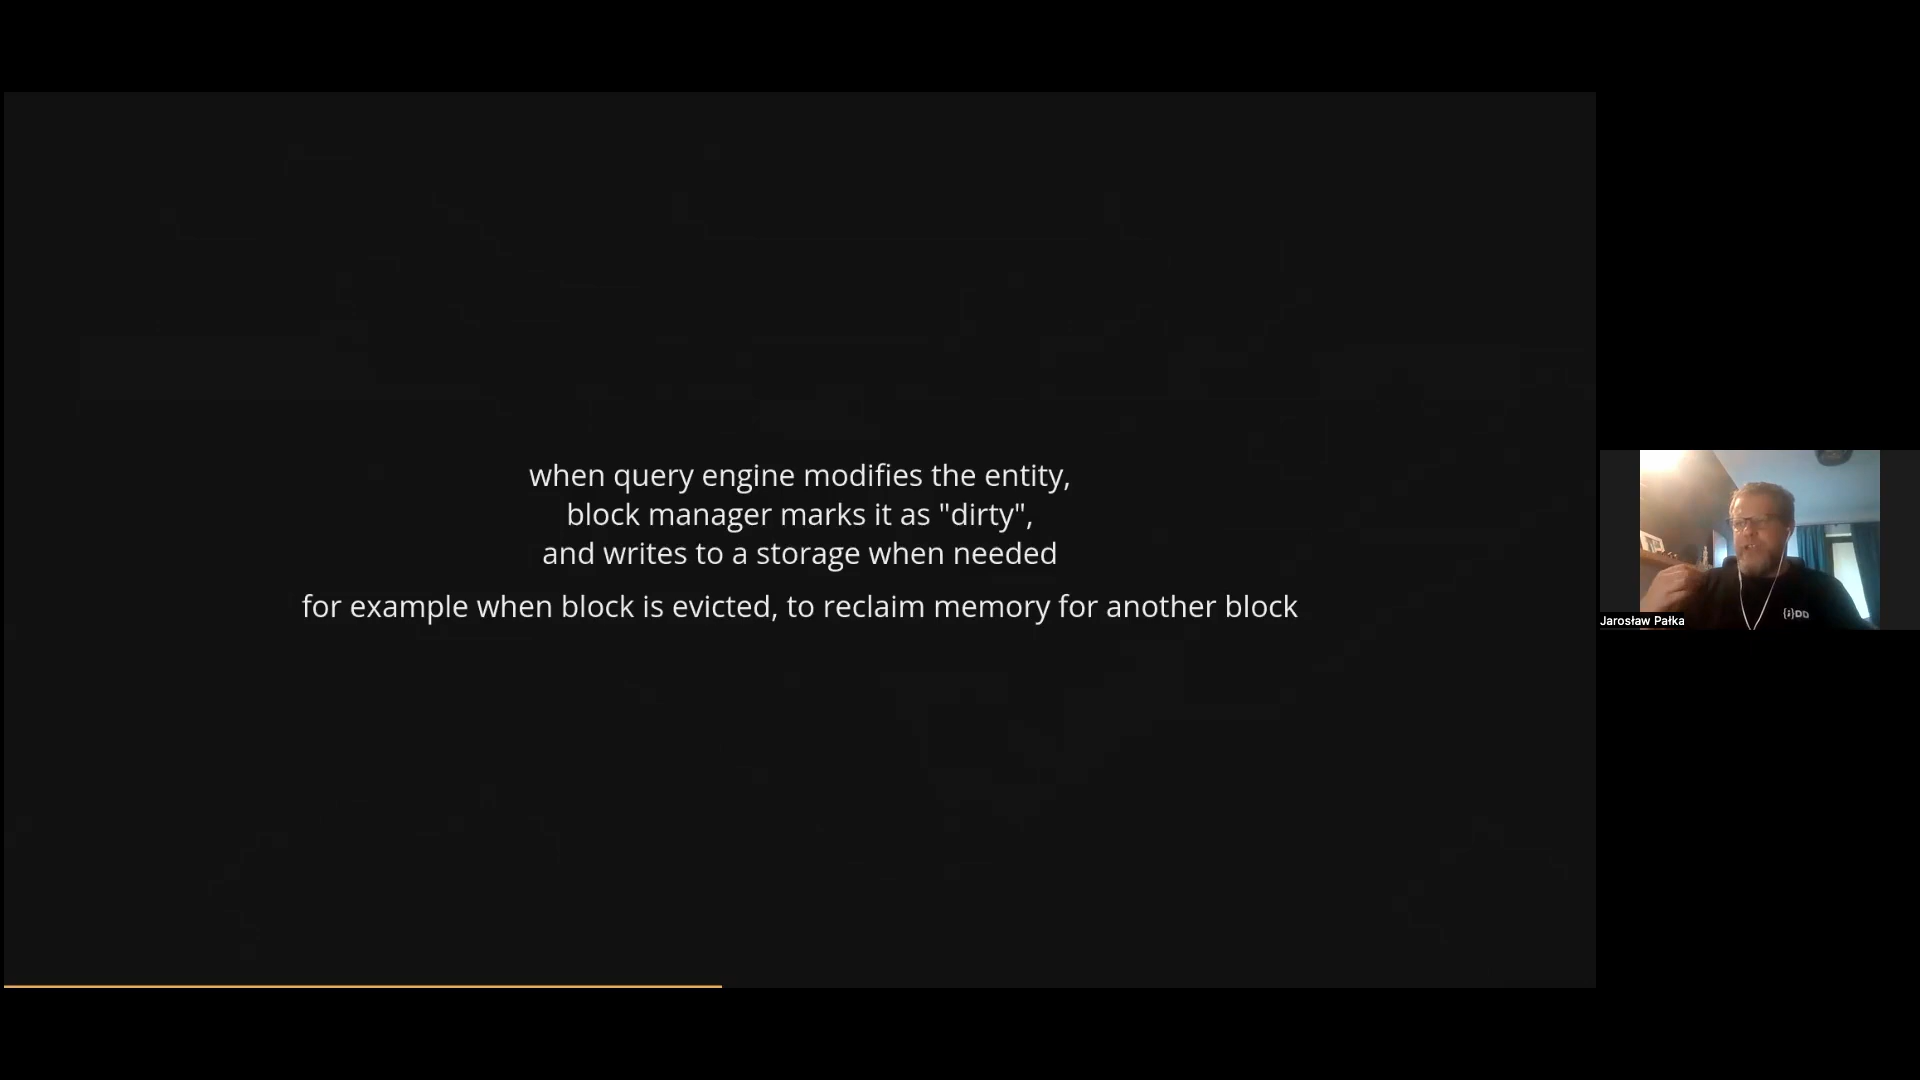 when query engine modifies the entity,
block manager marks it as "dirty",
and writes to a storage when needed
for example when block is evicted, to reclaim memory for another block
{i}DD
Jarosław Pałka